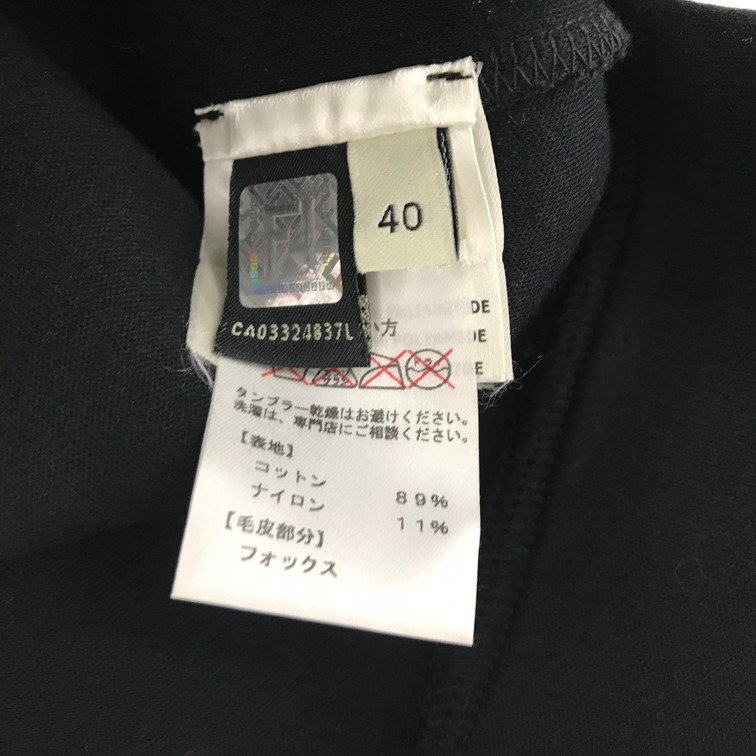 40
CA03324837L
い方
DE
DE
DE
タンブラー乾燥はお避けください。
洗濯は、専門店にご相談ください。
【表地】
コットン 89%
ナイロン 11%
【毛皮部分】
フォックス